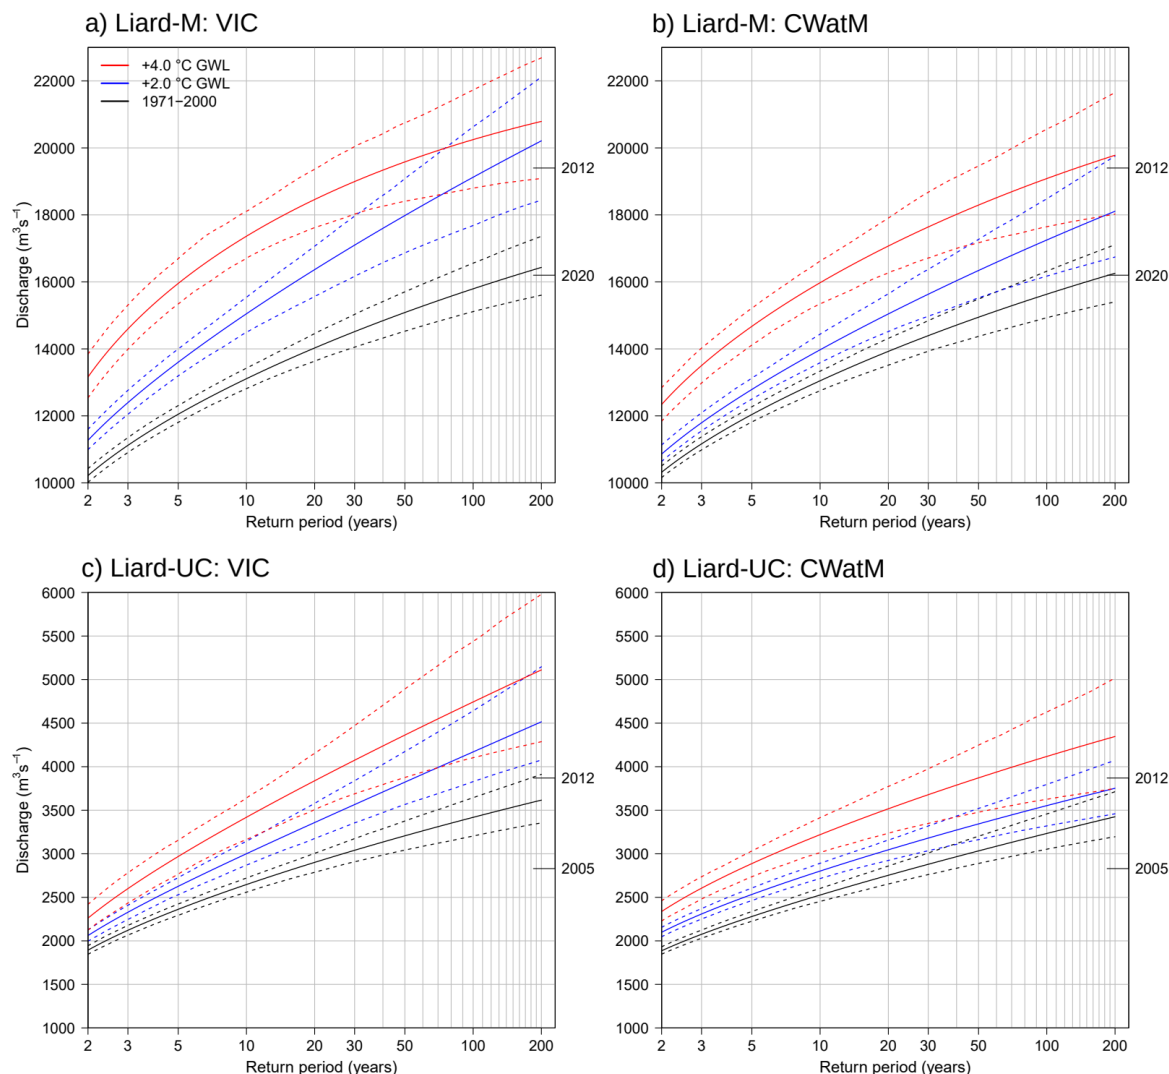 a) Liard-M: VIC
22000
20000
18000
16000
14000
12000
10000
Discharge (m³s⁻¹)
+4.0 °C GWL
+2.0 °C GWL
1971−2000
2012
2020
2 3 5 10 20 30 50 100 200
Return period (years)
b) Liard-M: CWatM
22000
20000
18000
16000
14000
12000
10000
2012
2020
2 3 5 10 20 30 50 100 200
Return period (years)
c) Liard-UC: VIC
6000
5500
5000
4500
4000
3500
3000
2500
2000
1500
1000
Discharge (m³s⁻¹)
2012
2005
2 3 5 10 20 30 50 100 200
Return period (years)
d) Liard-UC: CWatM
6000
5500
5000
4500
4000
3500
3000
2500
2000
1500
1000
2012
2005
2 3 5 10 20 30 50 100 200
Return period (years)